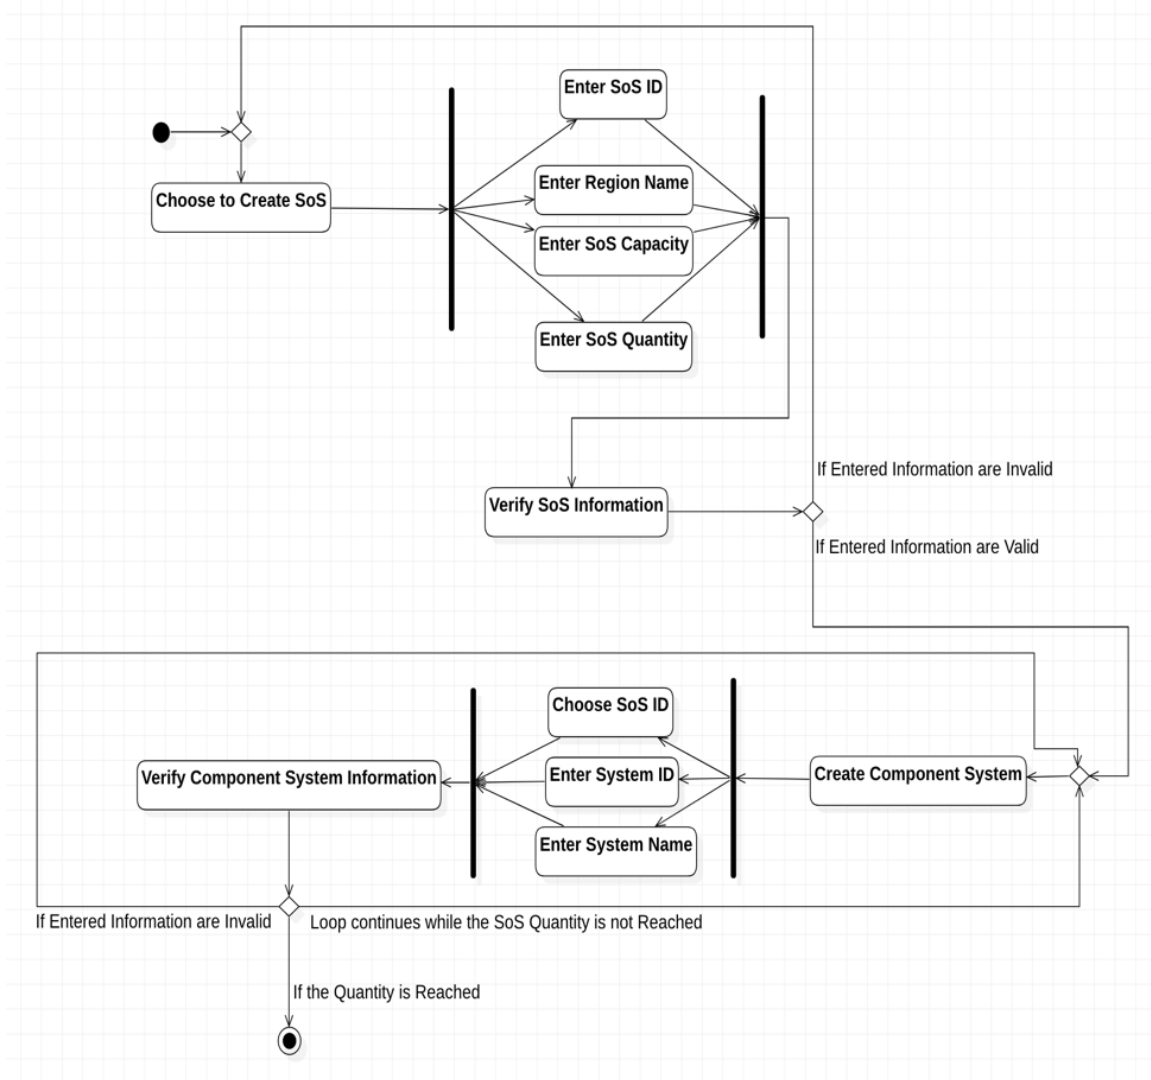 Enter SoS ID
Enter Region Name
Choose to Create SoS
Enter SoS Capacity
Enter SoS Quantity
If Entered Information are Invalid
Verify SoS Information
If Entered Information are Valid
Choose SoS ID
Verify Component System Information
Enter System ID
Create Component System
Enter System Name
If Entered Information are Invalid
Loop continues while the SoS Quantity is not Reached
If the Quantity is Reached